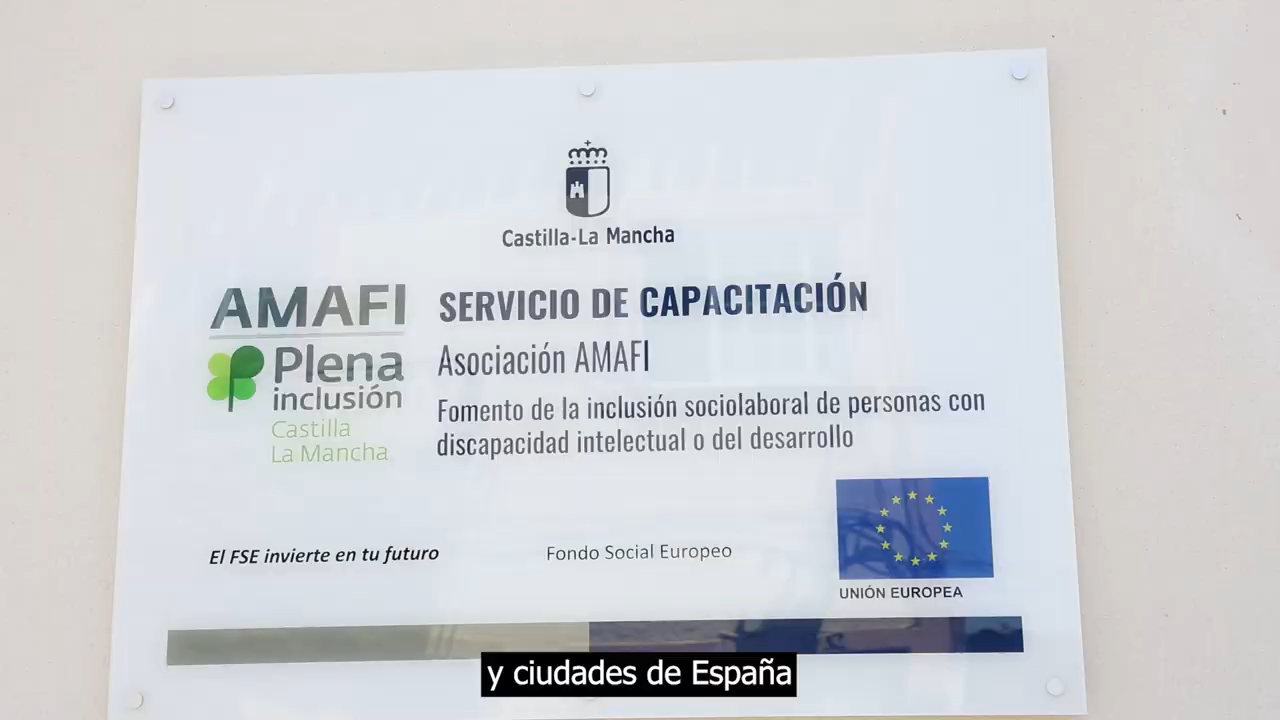 Castilla-La Mancha
AMAFI
Plena
inclusión
Castilla
La Mancha
SERVICIO DE CAPACITACIÓN
Asociación AMAFI
Fomento de la inclusión sociolaboral de personas con
discapacidad intelectual o del desarrollo
El FSE invierte en tu futuro
Fondo Social Europeo
UNIÓN EUROPEA
y ciudades de España